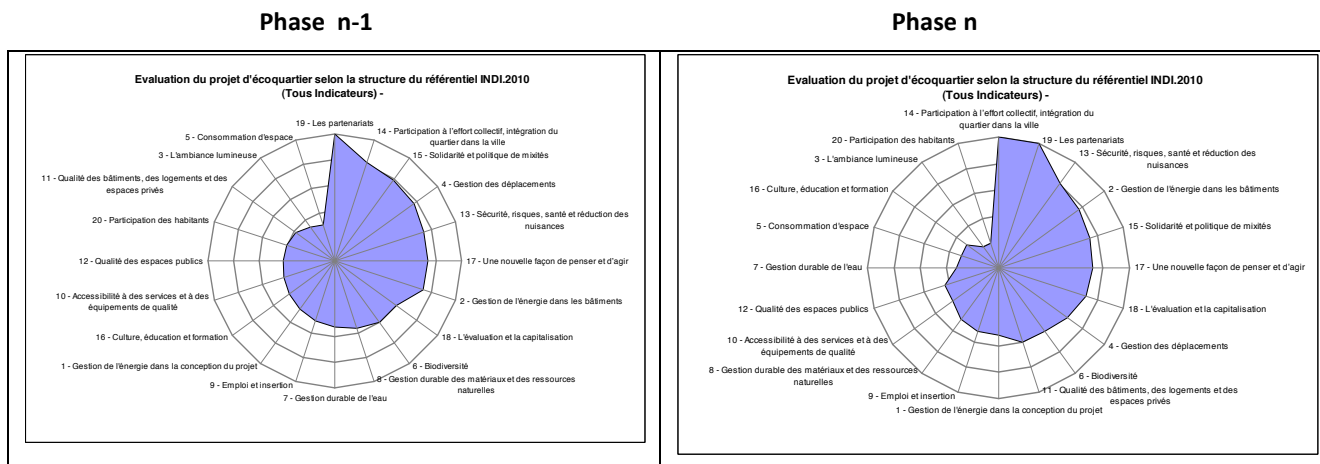 Phase n-1
Phase n
Evaluation du projet d'écoquartier selon la structure du référentiel INDI.2010
(Tous Indicateurs) -
19 - Les partenariats
14 - Participation à l'effort collectif, intégration du
quartier dans la ville
15 - Solidarité et politique de mixités
4 - Gestion des déplacements
13 - Sécurité, risques, santé et réduction des
nuisances
17 - Une nouvelle façon de penser et d'agir
2 - Gestion de l'énergie dans les bâtiments
18 - L'évaluation et la capitalisation
6 - Biodiversité
8 - Gestion durable des matériaux et des ressources
naturelles
7 - Gestion durable de l'eau
9 - Emploi et insertion
1 - Gestion de l'énergie dans la conception du projet
16 - Culture, éducation et formation
10 - Accessibilité à des services et à des
équipements de qualité
12 - Qualité des espaces publics
20 - Participation des habitants
11 - Qualité des bâtiments, des logements et des
espaces privés
3 - L'ambiance lumineuse
5 - Consommation d'espace
Evaluation du projet d'écoquartier selon la structure du référentiel INDI.2010
(Tous Indicateurs) -
14 - Participation à l'effort collectif, intégration du
quartier dans la ville
19 - Les partenariats
13 - Sécurité, risques, santé et réduction des
nuisances
2 - Gestion de l'énergie dans les bâtiments
15 - Solidarité et politique de mixités
17 - Une nouvelle façon de penser et d'agir
18 - L'évaluation et la capitalisation
4 - Gestion des déplacements
6 - Biodiversité
11 - Qualité des bâtiments, des logements et des
espaces privés
1 - Gestion de l'énergie dans la conception du projet
9 - Emploi et insertion
8 - Gestion durable des matériaux et des ressources
naturelles
10 - Accessibilité à des services et à des
équipements de qualité
12 - Qualité des espaces publics
7 - Gestion durable de l'eau
5 - Consommation d'espace
16 - Culture, éducation et formation
3 - L'ambiance lumineuse
20 - Participation des habitants